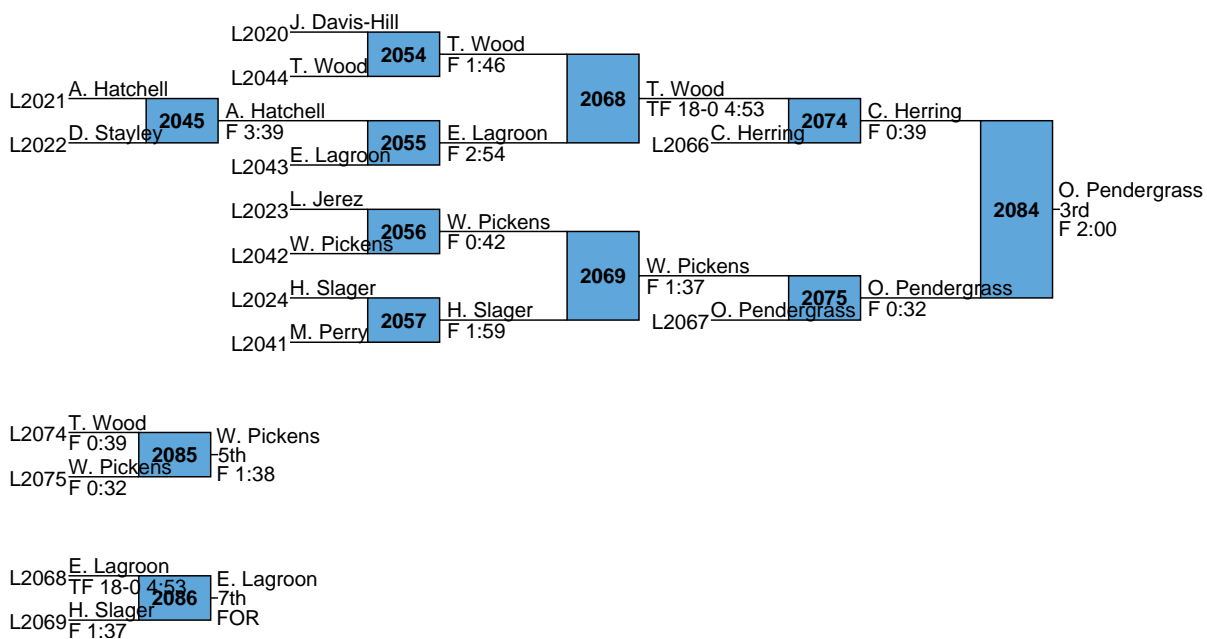 L2020 J. Davis-Hill
2054
T. Wood
F 1:46
L2044 T. Wood
2068
T. Wood
TF 18-0 4:53
L2021 A. Hatchell
2045
A. Hatchell
F 3:39
L2022 D. Stayley
2055
E. Lagroon
F 2:54
L2043 E. Lagroon
2074
C. Herring
F 0:39
L2066 C. Herring
L2023 L. Jerez
2056
W. Pickens
F 0:42
L2042 W. Pickens
2069
W. Pickens
F 1:37
L2024 H. Slager
2057
H. Slager
F 1:59
L2041 M. Perry
2075
O. Pendergrass
F 0:32
L2067 O. Pendergrass
2084
O. Pendergrass
3rd
F 2:00
L2074 T. Wood
F 0:39
2085
W. Pickens
5th
F 1:38
L2075 W. Pickens
F 0:32
L2068 E. Lagroon
TF 18-0 4:53
2086
E. Lagroon
7th
FOR
L2069 H. Slager
F 1:37